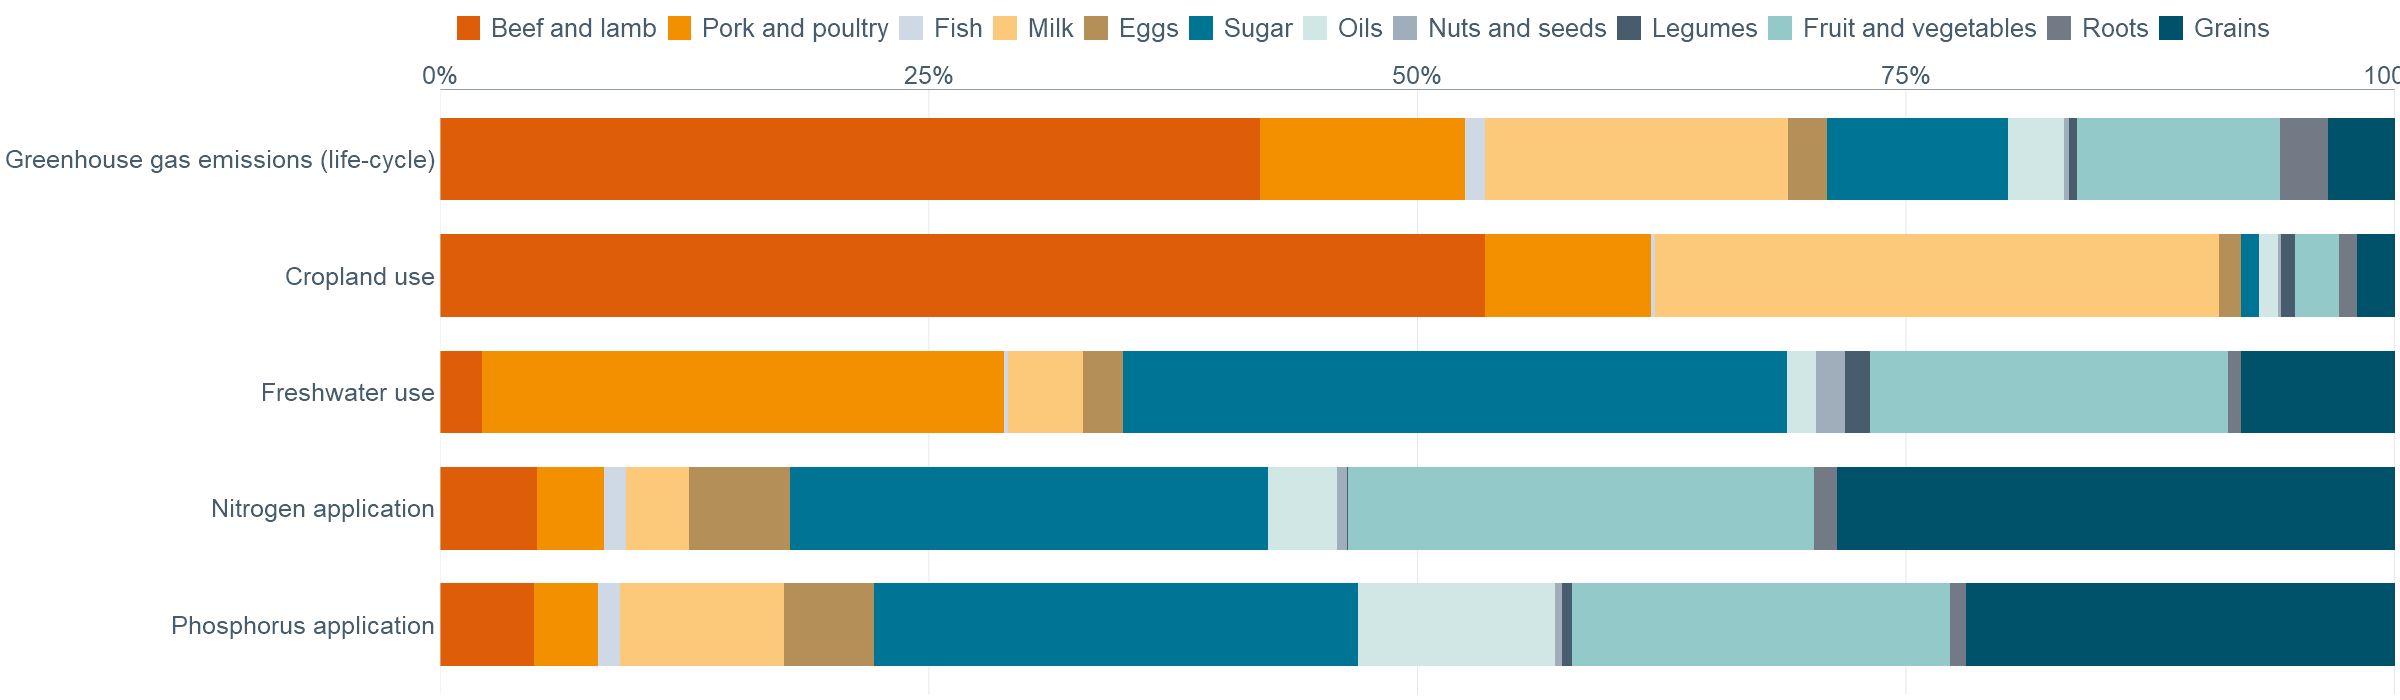 Beef and lamb Pork and poultry Fish Milk Eggs Sugar Oils Nuts and seeds Legumes Fruit and vegetables Roots Grains
0% 25% 50% 75% 100
Greenhouse gas emissions (life-cycle)
Cropland use
Freshwater use
Nitrogen application
Phosphorus application